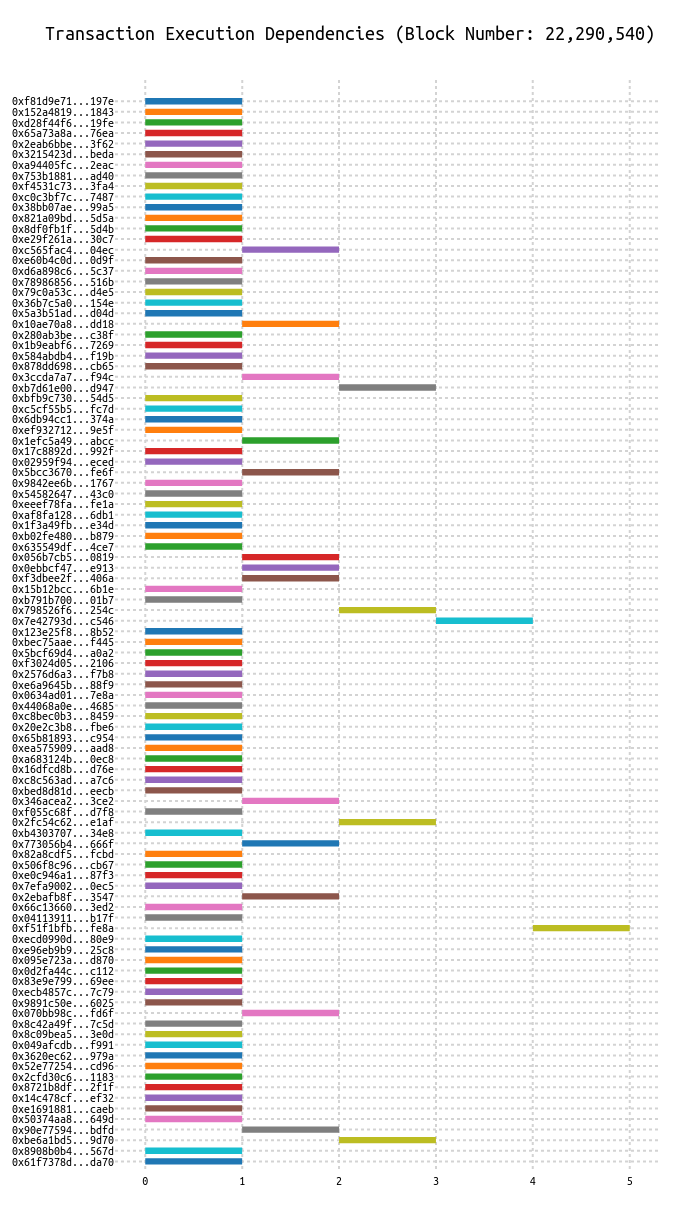 Transaction Execution Dependencies (Block Number: 22,290,540)
0xf81d9e71...197e
0x152a4819...1843
0xd28f44f6...19fe
0x65a73a8a...76ea
0x2eab6bbe...3f62
0x3215423d...beda
0xa94405fc...2eac
0x753b1881...ad40
0xf4531c73...3fa4
0xc0c3bf7c...7487
0x38bb07ae...99a5
0x821a09bd...5d5a
0x8df0fb1f...5d4b
0xe29f261a...30c7
0xc565fac4...04ec
0xe60b4c0d...0d9f
0xd6a898c6...5c37
0x78986856...516b
0x79c0a53c...d4e5
0x36b7c5a0...154e
0x5a3b51ad...d04d
0x10ae70a8...dd18
0x280ab3be...c38f
0x1b9eabf6...7269
0x584abdb4...f19b
0x878dd698...cb65
0x3ccda7a7...f94c
0xb7d61e00...d947
0xbfb9c730...54d5
0xc5cf55b5...fc7d
0x6db94cc1...374a
0xef932712...9e5f
0x1efc5a49...abcc
0x17c8892d...992f
0x02959f94...eced
0x5bcc3670...fe6f
0x9842ee6b...1767
0x54582647...43c0
0xeeef78fa...fe1a
0xaf8fa128...6db1
0x1f3a49fb...e34d
0xb02fe480...b879
0x635549df...4ce7
0x056b7cb5...0819
0x0ebbcf47...e913
0xf3dbee2f...406a
0x15b12bcc...6b1e
0xb791b700...01b7
0x798526f6...254c
0x7e42793d...c546
0x123e25f8...8b52
0xbec75aae...f445
0x5bcf69d4...a0a2
0xf3024d05...2106
0x2576d6a3...f7b8
0xe6a9645b...88f9
0x0634ad01...7e8a
0x44068a0e...4685
0xc8bec0b3...8459
0x20e2c3b8...fbe6
0x65b81893...c954
0xea575909...aad8
0xa683124b...0ec8
0x16dfcd8b...d76e
0xc8c563ad...a7c6
0xbed8d81d...eecb
0x346acea2...3ce2
0xf055c68f...d7f8
0x2fc54c62...e1af
0xb4303707...34e8
0x773056b4...666f
0x82a8cdf5...fcbd
0x506f8c96...cb67
0xe0c946a1...87f3
0x7efa9002...0ec5
0x2ebafb8f...3547
0x66c13660...3ed2
0x04113911...b17f
0xf51f1bfb...fe8a
0xecd0990d...80e9
0xe96eb9b9...25c8
0x095e723a...d870
0x0d2fa44c...c112
0x83e9e799...69ee
0xecb4857c...7c79
0x9891c50e...6025
0x070bb98c...fd6f
0x8c42a49f...7c5d
0x8c09bea5...3e0d
0x049afcdb...f991
0x3620ec62...979a
0x52e77254...cd96
0x2cfd30c6...1183
0x8721b8df...2f1f
0x14c478cf...ef32
0xe1691881...caeb
0x50374aa8...649d
0x90e77594...bdfd
0xbe6a1bd5...9d70
0x8908b0b4...567d
0x61f7378d...da70
0 1 2 3 4 5